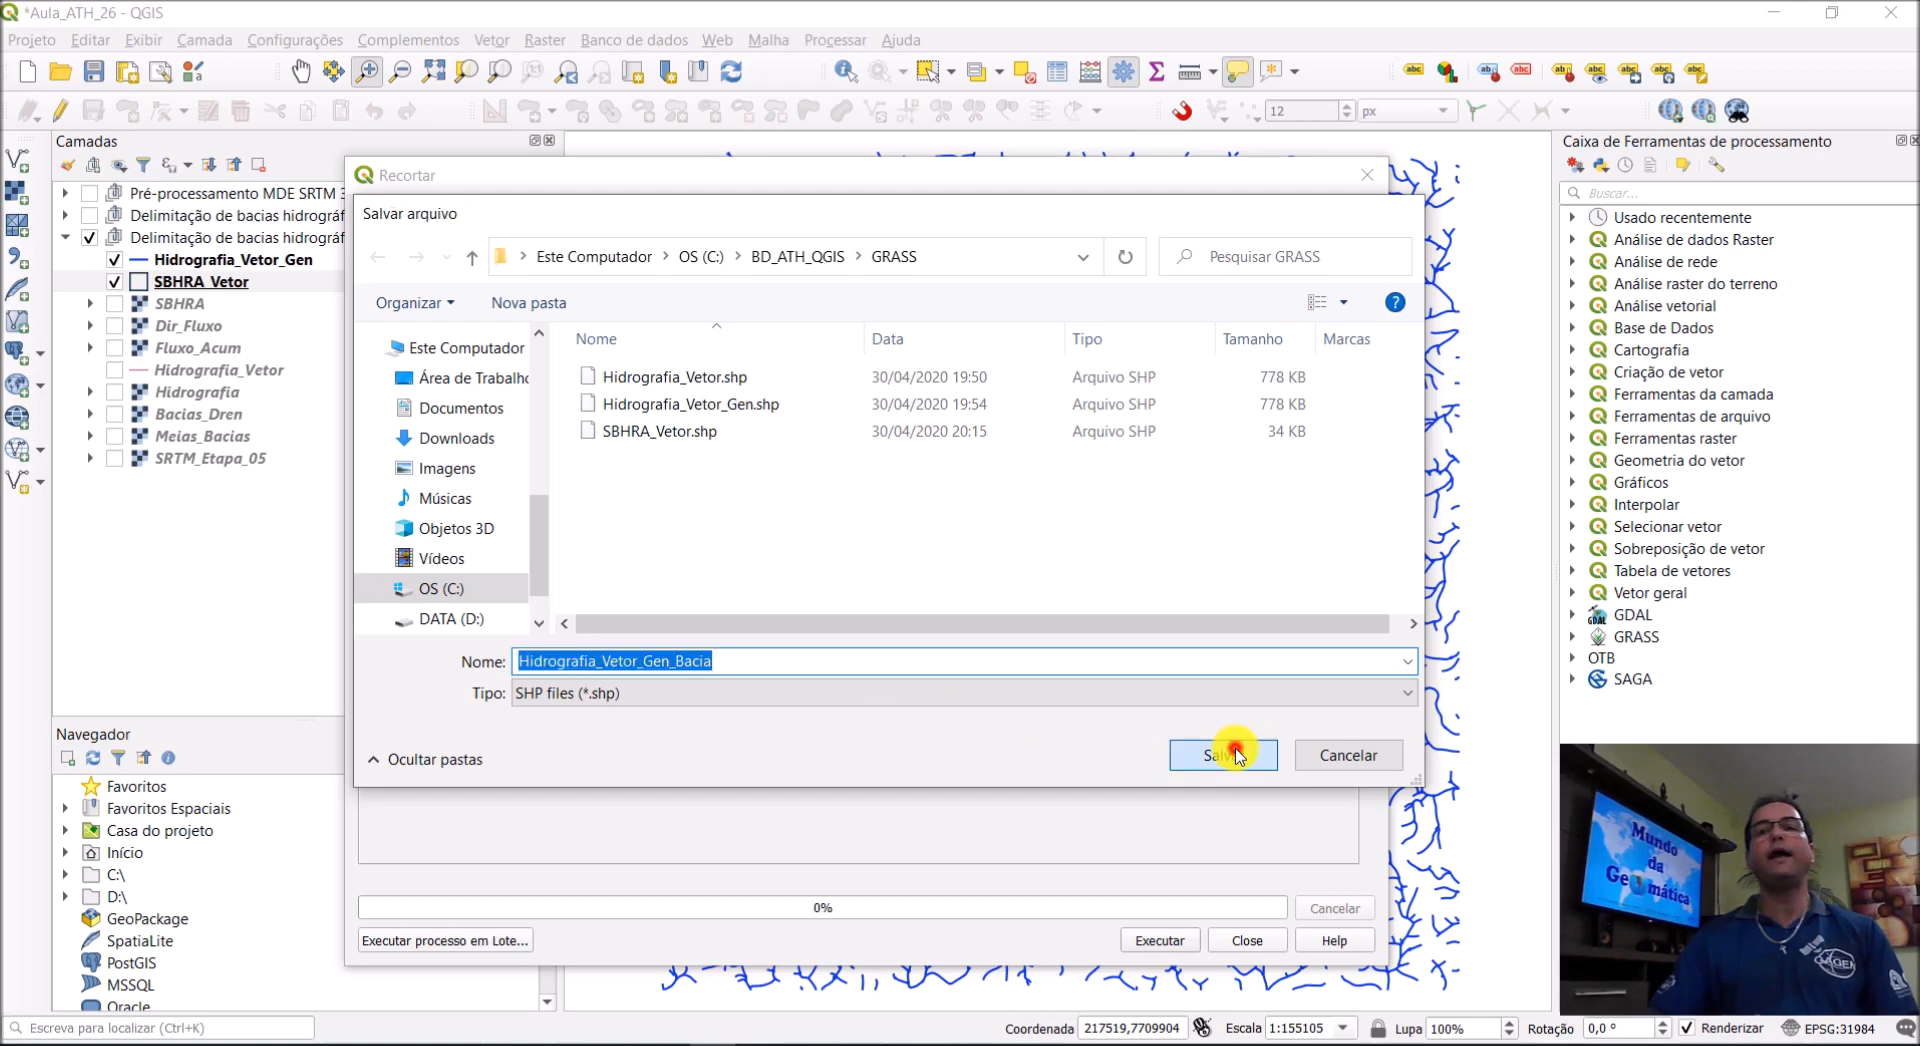 *Aula_ATH_26 - QGIS
Projeto Editar Exibir Camada Configurações Complementos Vetor Raster Banco de dados Web Malha Processar Ajuda
12 px
Camadas
Pré-processamento MDE SRTM 3
Delimitação de bacias hidrográf
Delimitação de bacias hidrográf
Hidrografia_Vetor_Gen
SBHRA_Vetor
SBHRA
Dir_Fluxo
Fluxo_Acum
Hidrografia_Vetor
Hidrografia
Bacias_Dren
Meias_Bacias
SRTM_Etapa_05
Navegador
Favoritos
Favoritos Espaciais
Casa do projeto
Início
C:\
D:\
GeoPackage
SpatiaLite
PostGIS
MSSQL
Oracle
Recortar
Salvar arquivo
Este Computador OS (C:) BD_ATH_QGIS GRASS
Pesquisar GRASS
Organizar Nova pasta
Este Computador
Área de Trabalho
Documentos
Downloads
Imagens
Músicas
Objetos 3D
Vídeos
OS (C:)
DATA (D:)
Nome Data Tipo Tamanho Marcas
Hidrografia_Vetor.shp 30/04/2020 19:50 Arquivo SHP 778 KB
Hidrografia_Vetor_Gen.shp 30/04/2020 19:54 Arquivo SHP 778 KB
SBHRA_Vetor.shp 30/04/2020 20:15 Arquivo SHP 34 KB
Nome: Hidrografia_Vetor_Gen_Bacia
Tipo: SHP files (*.shp)
Ocultar pastas
Cancelar
0%
Cancelar
Executar processo em Lote...
Executar Close Help
Caixa de Ferramentas de processamento
Buscar...
Usado recentemente
Análise de dados Raster
Análise de rede
Análise raster do terreno
Análise vetorial
Base de Dados
Cartografia
Criação de vetor
Ferramentas da camada
Ferramentas de arquivo
Ferramentas raster
Geometria do vetor
Gráficos
Interpolar
Selecionar vetor
Sobreposição de vetor
Tabela de vetores
Vetor geral
GDAL
GRASS
OTB
SAGA
Mundo
da
Geomática
Escreva para localizar (Ctrl+K)
Coordenada 217519,7709904 Escala 1:155105 Lupa 100% Rotação 0,0 ° Renderizar EPSG:31984